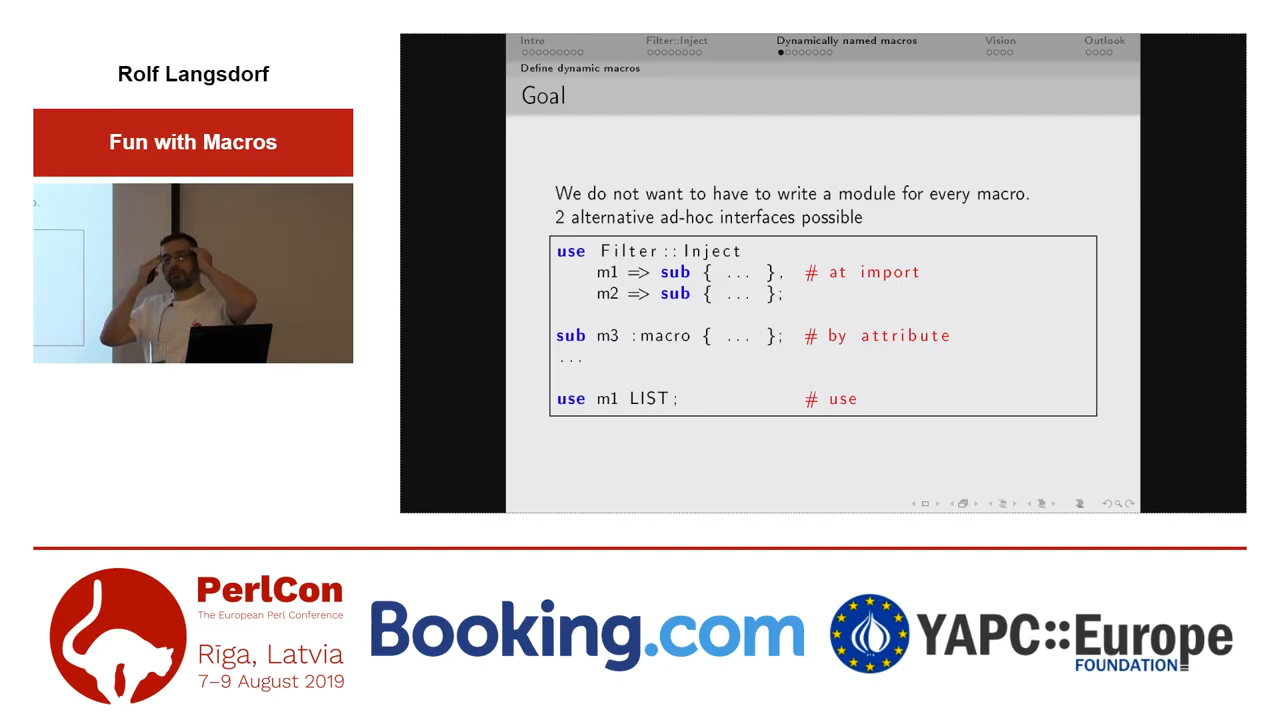 Rolf Langsdorf
Fun with Macros
Intro
Filter::Inject
Dynamically named macros
Vision
Outlook
Define dynamic macros
Goal
We do not want to have to write a module for every macro.
2 alternative ad-hoc interfaces possible
use Filter::Inject
m1 => sub { ... }, # at import
m2 => sub { ... };
sub m3 :macro { ... }; # by attribute
...
use m1 LIST; # use
PerlCon
The European Perl Conference
Rīga, Latvia
7–9 August 2019
Booking.com
YAPC::Europe
FOUNDATION